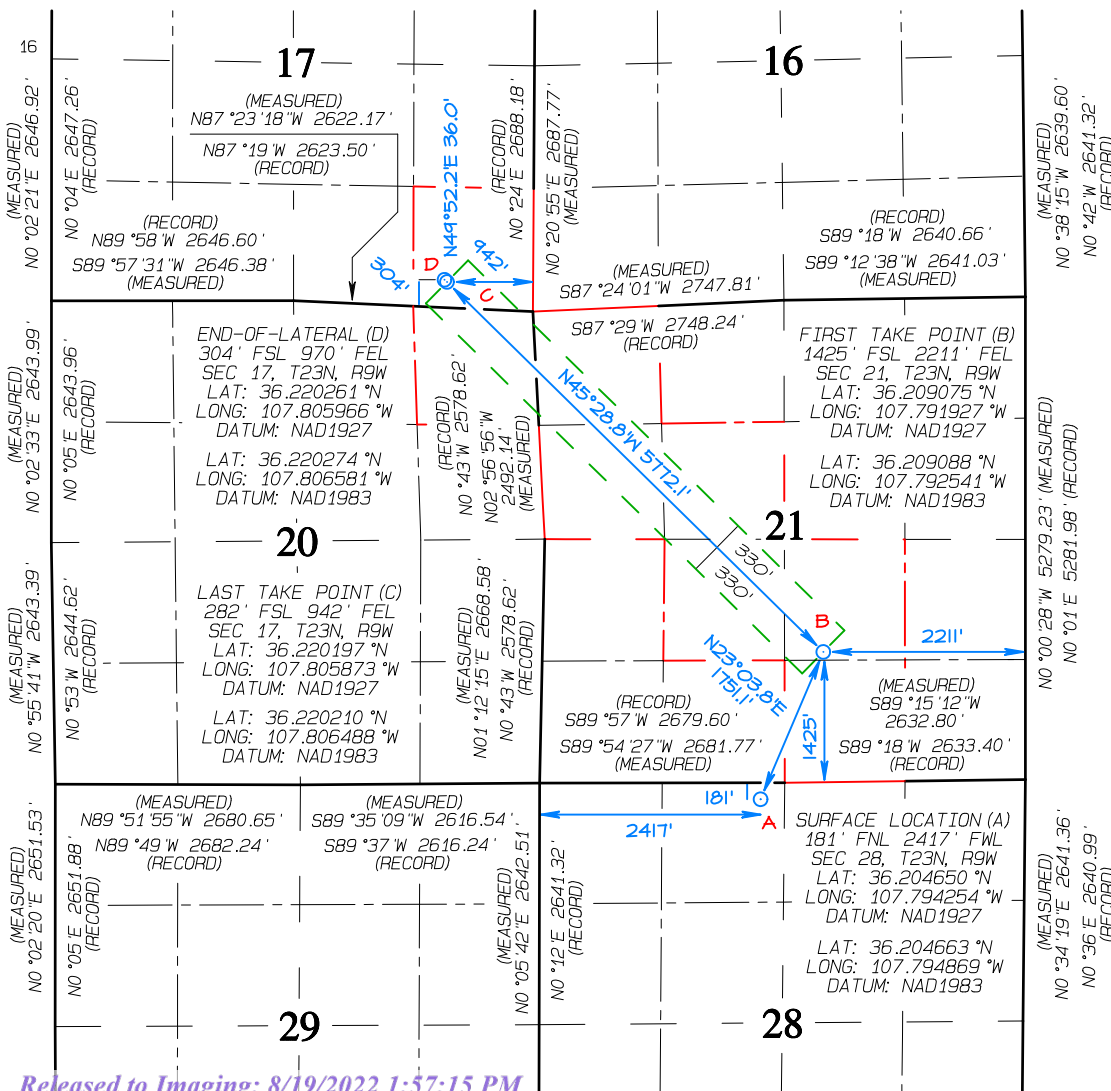 16
17
16
(MEASURED)
N0°02'21"E 2646.92'
N0°04'E 2647.26'
(RECORD)
(MEASURED)
N87°23'18"W 2622.17'
N87°19'W 2623.50'
(RECORD)
N49°52.2'E 36.0'
N0°24'E 2688.18'
(RECORD)
N0°20'55"E 2687.77'
(MEASURED)
(MEASURED)
N0°38'15"W 2639.60'
N0°42'W 2641.32'
(RECORD)
(RECORD)
N89°58'W 2646.60'
S89°57'31"W 2646.38'
(MEASURED)
304'
D
942'
C
(MEASURED)
S87°24'01"W 2747.81'
S87°29'W 2748.24'
(RECORD)
(RECORD)
S89°18'W 2640.66'
S89°12'38"W 2641.03'
(MEASURED)
END-OF-LATERAL (D)
304' FSL 970' FEL
SEC 17, T23N, R9W
LAT: 36.220261°N
LONG: 107.805966°W
DATUM: NAD1927
LAT: 36.220274°N
LONG: 107.806581°W
DATUM: NAD1983
FIRST TAKE POINT (B)
1425' FSL 2211' FEL
SEC 21, T23N, R9W
LAT: 36.209075°N
LONG: 107.791927°W
DATUM: NAD1927
LAT: 36.209088°N
LONG: 107.792541°W
DATUM: NAD1983
(MEASURED)
N0°02'33"E 2643.99'
N0°05'E 2643.96'
(RECORD)
(RECORD)
N0°43'W 2578.62'
N02°56'56"W
2492.14'
(MEASURED)
N45°28.8'W 5772.1'
N0°00'28"W 5279.23' (MEASURED)
N0°01'E 5281.98' (RECORD)
20
21
330'
330'
LAST TAKE POINT (C)
282' FSL 942' FEL
SEC 17, T23N, R9W
LAT: 36.220197°N
LONG: 107.805873°W
DATUM: NAD1927
LAT: 36.220210°N
LONG: 107.806488°W
DATUM: NAD1983
(MEASURED)
N0°55'41"W 2643.39'
N0°53'W 2644.62'
(RECORD)
(MEASURED)
N01°12'15"E 2668.58'
N0°43'W 2578.62'
(RECORD)
B
2211'
N23°03.8'E
1751.1'
1425'
(RECORD)
S89°57'W 2679.60'
S89°54'27"W 2681.77'
(MEASURED)
(MEASURED)
S89°15'12"W
2632.80'
S89°18'W 2633.40'
(RECORD)
(MEASURED)
N89°51'55"W 2680.65'
N89°49'W 2682.24'
(RECORD)
(MEASURED)
S89°35'09"W 2616.54'
S89°37'W 2616.24'
(RECORD)
181'
A
2417'
SURFACE LOCATION (A)
181' FNL 2417' FWL
SEC 28, T23N, R9W
LAT: 36.204650°N
LONG: 107.794254°W
DATUM: NAD1927
LAT: 36.204663°N
LONG: 107.794869°W
DATUM: NAD1983
(MEASURED)
N0°02'20"E 2651.53'
N0°05'E 2651.88'
(RECORD)
(MEASURED)
N0°05'42"E 2642.51'
N0°12'E 2641.32'
(RECORD)
(MEASURED)
N0°34'19"E 2641.36'
N0°36'E 2640.99'
(RECORD)
29
28
Released to Imaging: 8/19/2022 1:57:15 PM